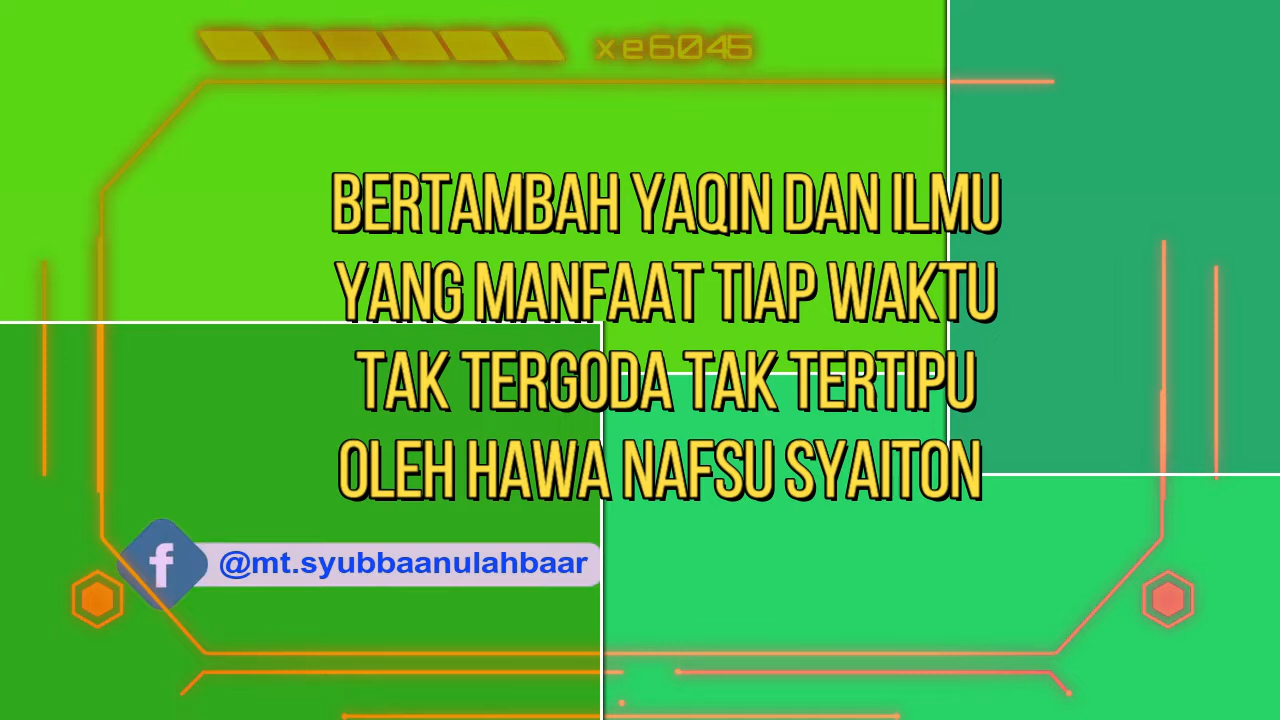 xe6045
BERTAMBAH YAQIN DAN ILMU
YANG MANFAAT TIAP WAKTU
TAK TERGODA TAK TERTIPU
OLEH HAWA NAFSU SYAITON
f @mt.syubbaanulahbaar